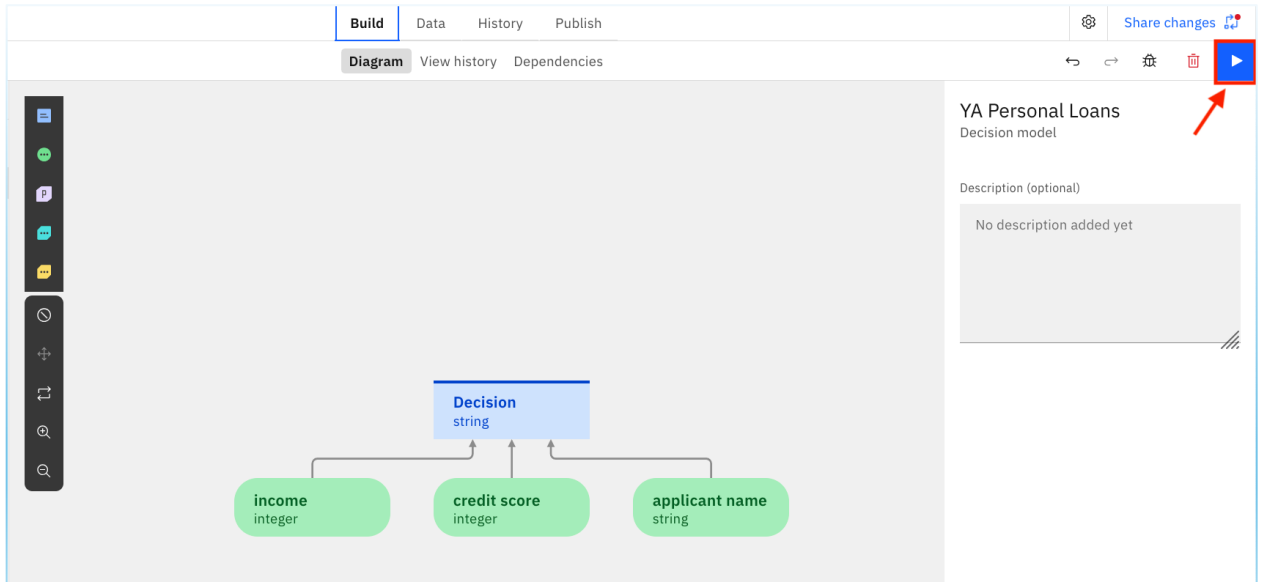 Build Data History Publish Share changes
Diagram View history Dependencies
YA Personal Loans
Decision model
Description (optional)
No description added yet
P
Decision
string
income
integer
credit score
integer
applicant name
string